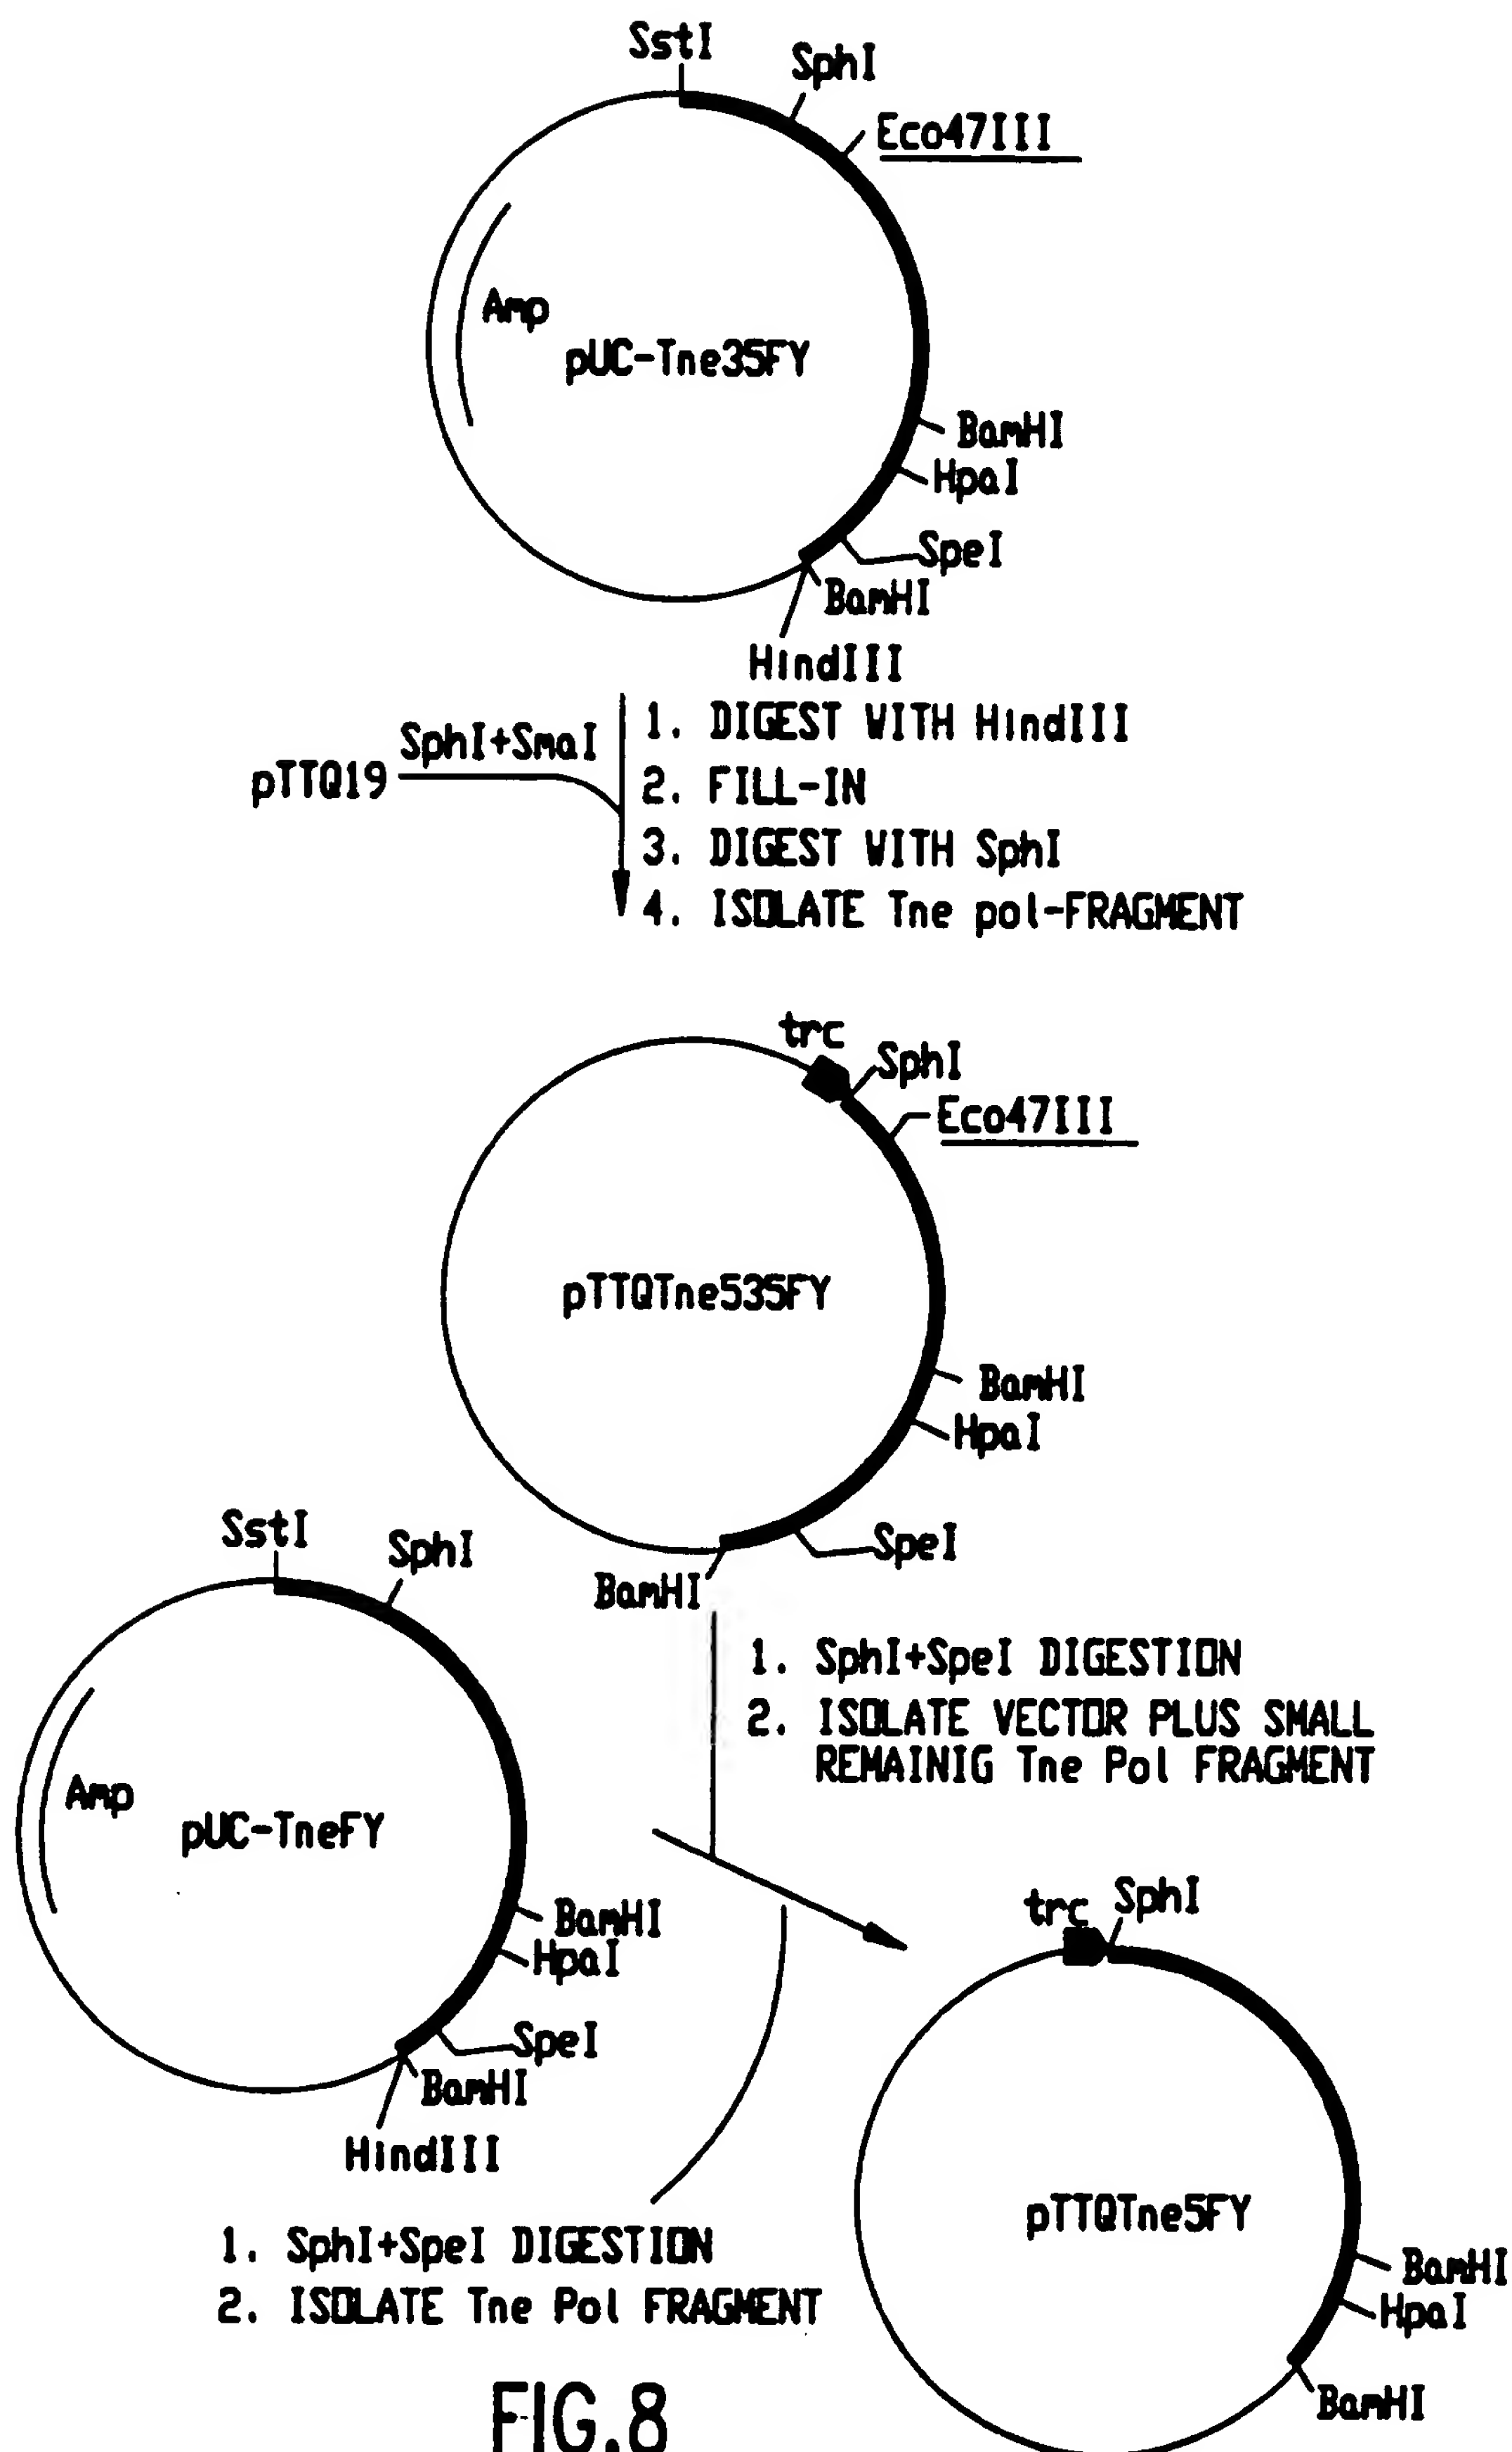 SstI
SphI
Eco47III
Amp
pUC-Tne35FY
BamHI
HpaI
SpeI
BamHI
HindIII
pTTQ19
SphI+SmaI
1. DIGEST WITH HindIII
2. FILL-IN
3. DIGEST WITH SphI
4. ISOLATE Tne pol-FRAGMENT
trc
SphI
Eco47III
pTTQTne535FY
BamHI
HpaI
SpeI
BamHI
1. SphI+SpeI DIGESTION
2. ISOLATE VECTOR PLUS SMALL
REMAINIG Tne Pol FRAGMENT
SstI
SphI
Amp
pUC-TneFY
BamHI
HpaI
SpeI
BamHI
HindIII
1. SphI+SpeI DIGESTION
2. ISOLATE Tne Pol FRAGMENT
trc
SphI
pTTQTne5FY
BamHI
HpaI
BamHI
FIG.8